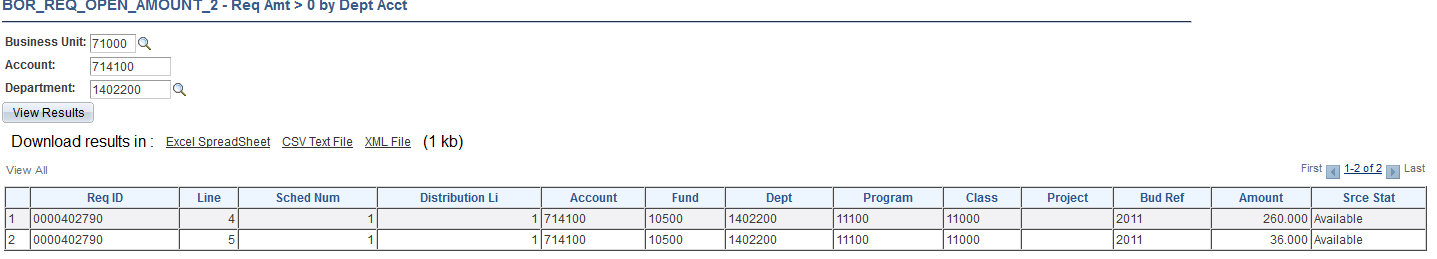 BOR_REQ_OPEN_AMOUNT_2 - Req Amt > 0 by Dept Acct
Business Unit: 71000
Account: 714100
Department: 1402200
View Results
Download results in : Excel SpreadSheet CSV Text File XML File (1 kb)
View All First 1-2 of 2 Last
Req ID Line Sched Num Distribution Li Account Fund Dept Program Class Project Bud Ref Amount Srce Stat
1 0000402790 4 1 1 714100 10500 1402200 11100 11000 2011 260.000 Available
2 0000402790 5 1 1 714100 10500 1402200 11100 11000 2011 36.000 Available